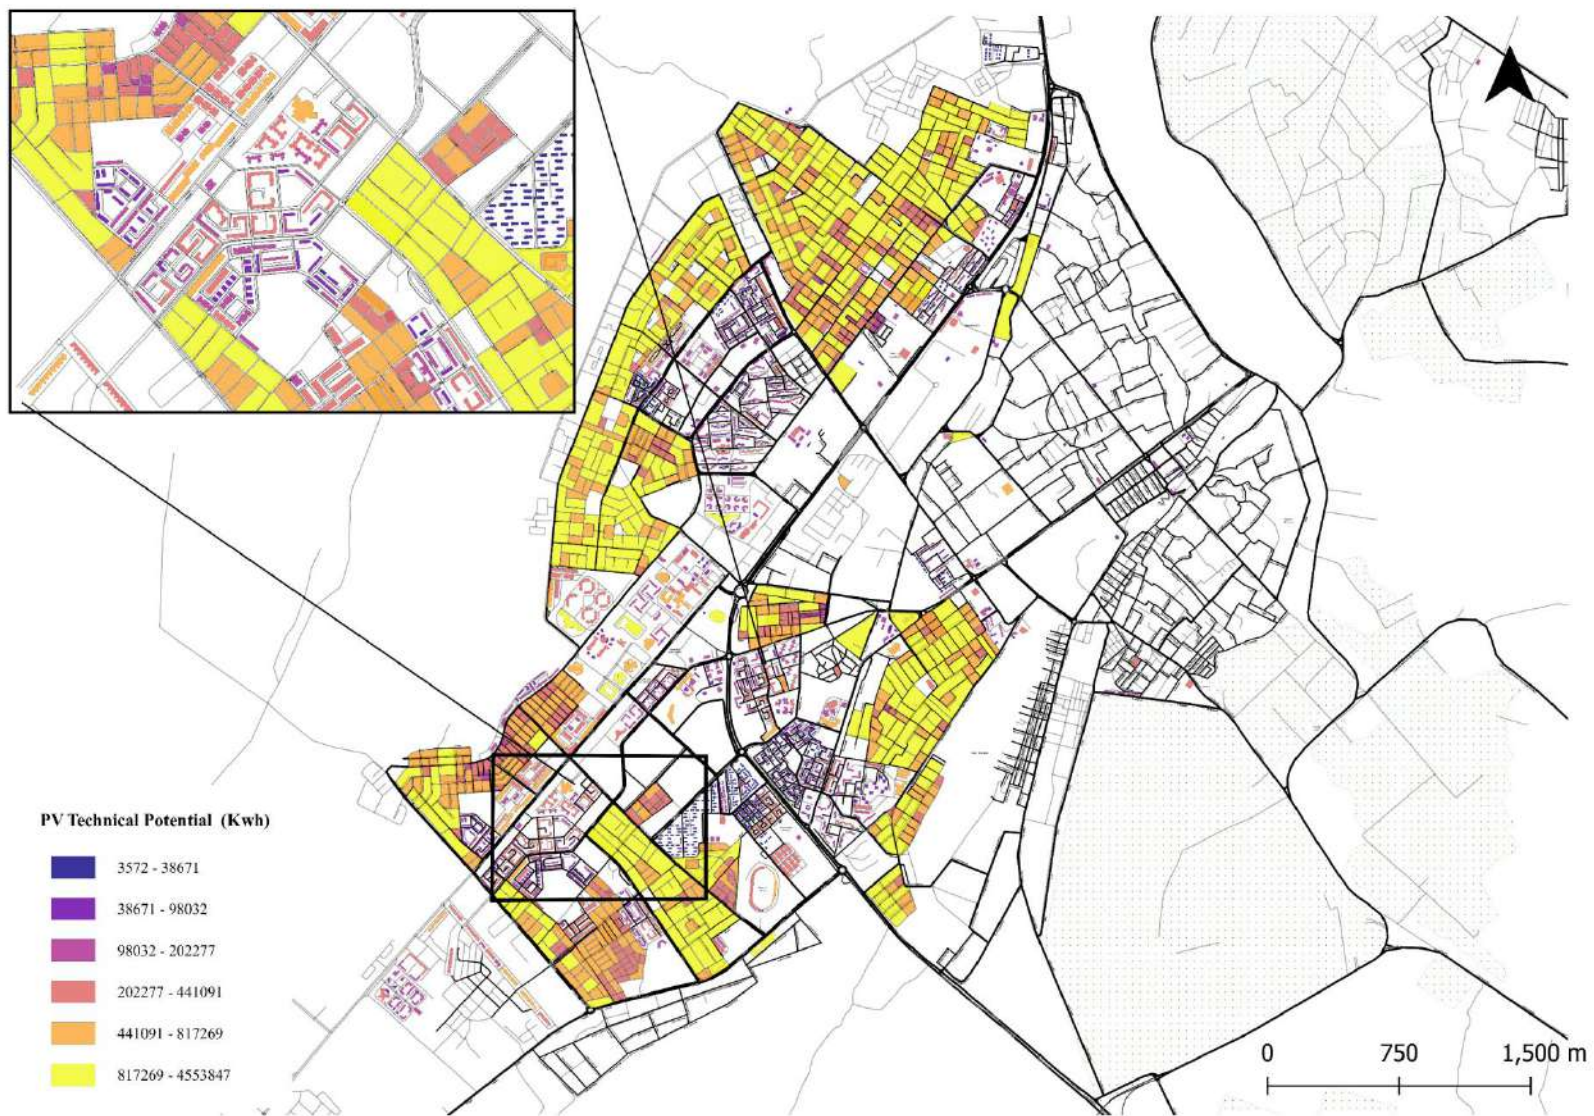 PV Technical Potential (Kwh)
3572 - 38671
38671 - 98032
98032 - 202277
202277 - 441091
441091 - 817269
817269 - 4553847
0 750 1,500 m